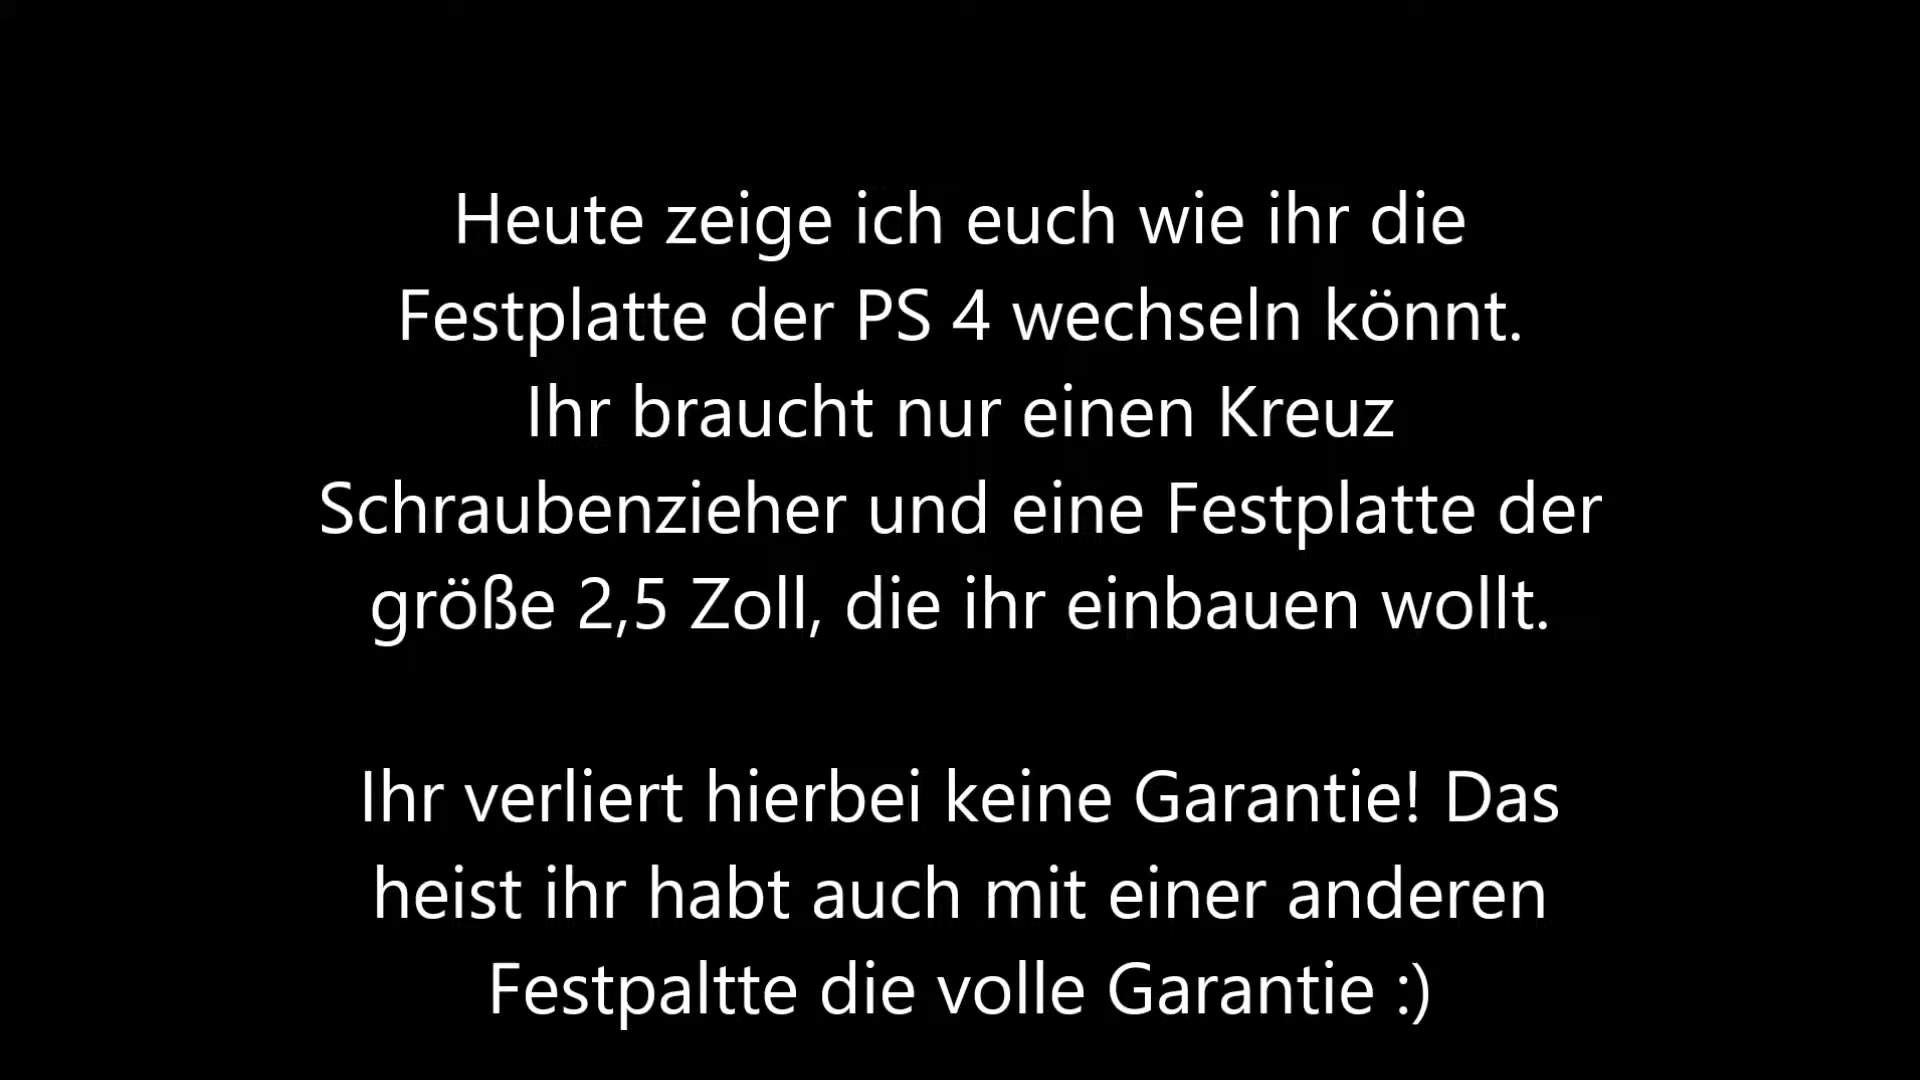 Heute zeige ich euch wie ihr die
Festplatte der PS 4 wechseln könnt.
Ihr braucht nur einen Kreuz
Schraubenzieher und eine Festplatte der
größe 2,5 Zoll, die ihr einbauen wollt.
Ihr verliert hierbei keine Garantie! Das
heist ihr habt auch mit einer anderen
Festpaltte die volle Garantie :)